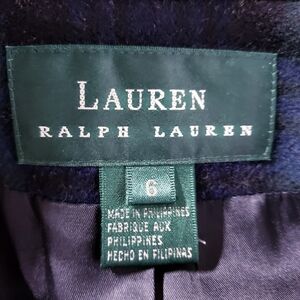 LAUREN
RALPH LAUREN
6
MADE IN PHILIPPINES
FABRIQUE AUX
PHILIPPINES
HECHO EN FILIPINAS